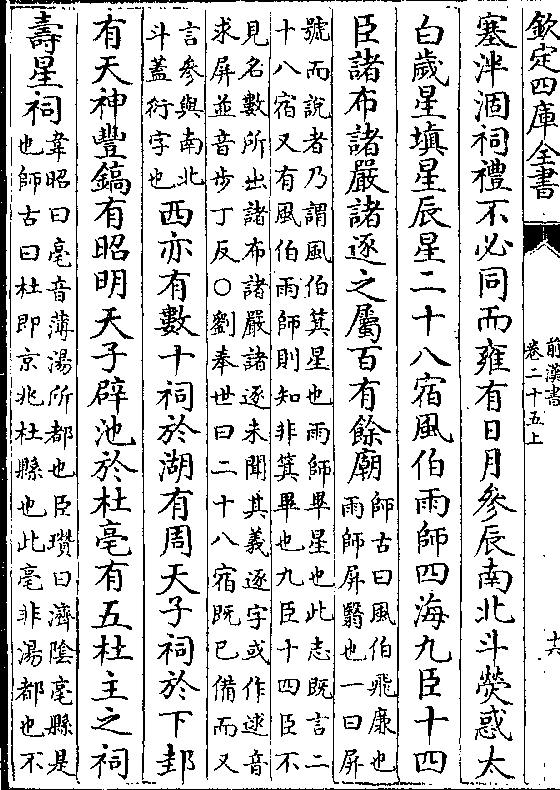 欽定四庫全書
前漢書
卷二十五上
十六
塞泮涸祠禮不必同而雍有日月參辰南北斗熒惑太
白歲星填星辰星二十八宿風伯雨師四海九臣十四
臣諸布諸嚴諸逐之屬百有餘廟
師古曰風伯飛廉也
雨師屏翳也一曰屏
號而說者乃謂風伯箕星也雨師畢星也此志既言二
十八宿又有風伯雨師則知非箕畢也九臣十四臣不
見名數所出諸布諸嚴諸逐未聞其義逐字或作逑音
求屏並音步丁反○劉奉世曰二十八宿既已備而又
言參與南北
斗蓋衍字也
西亦有數十祠於湖有周天子祠於下邽
有天神豐鎬有昭明天子辟池於杜亳有五杜主之祠
壽星祠
韋昭曰亳音薄湯所都也臣瓚曰濟陰亳縣是
也師古曰杜即京兆杜縣也此亳非湯都也不